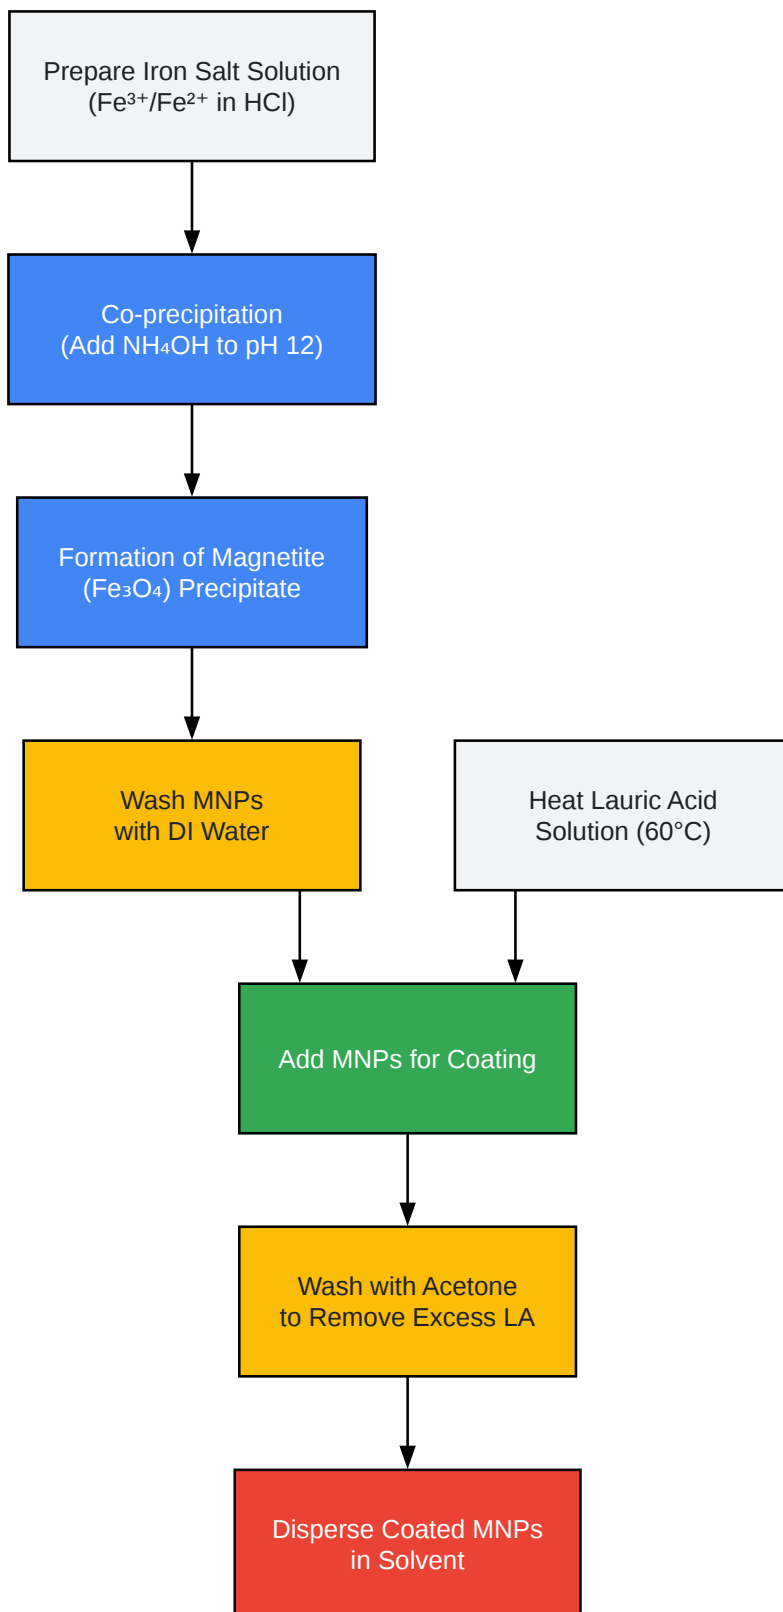 Prepare Iron Salt Solution
(Fe³⁺/Fe²⁺ in HCl)
Co-precipitation
(Add NH₄OH to pH 12)
Formation of Magnetite
(Fe₃O₄) Precipitate
Wash MNPs
with DI Water
Heat Lauric Acid
Solution (60°C)
Add MNPs for Coating
Wash with Acetone
to Remove Excess LA
Disperse Coated MNPs
in Solvent